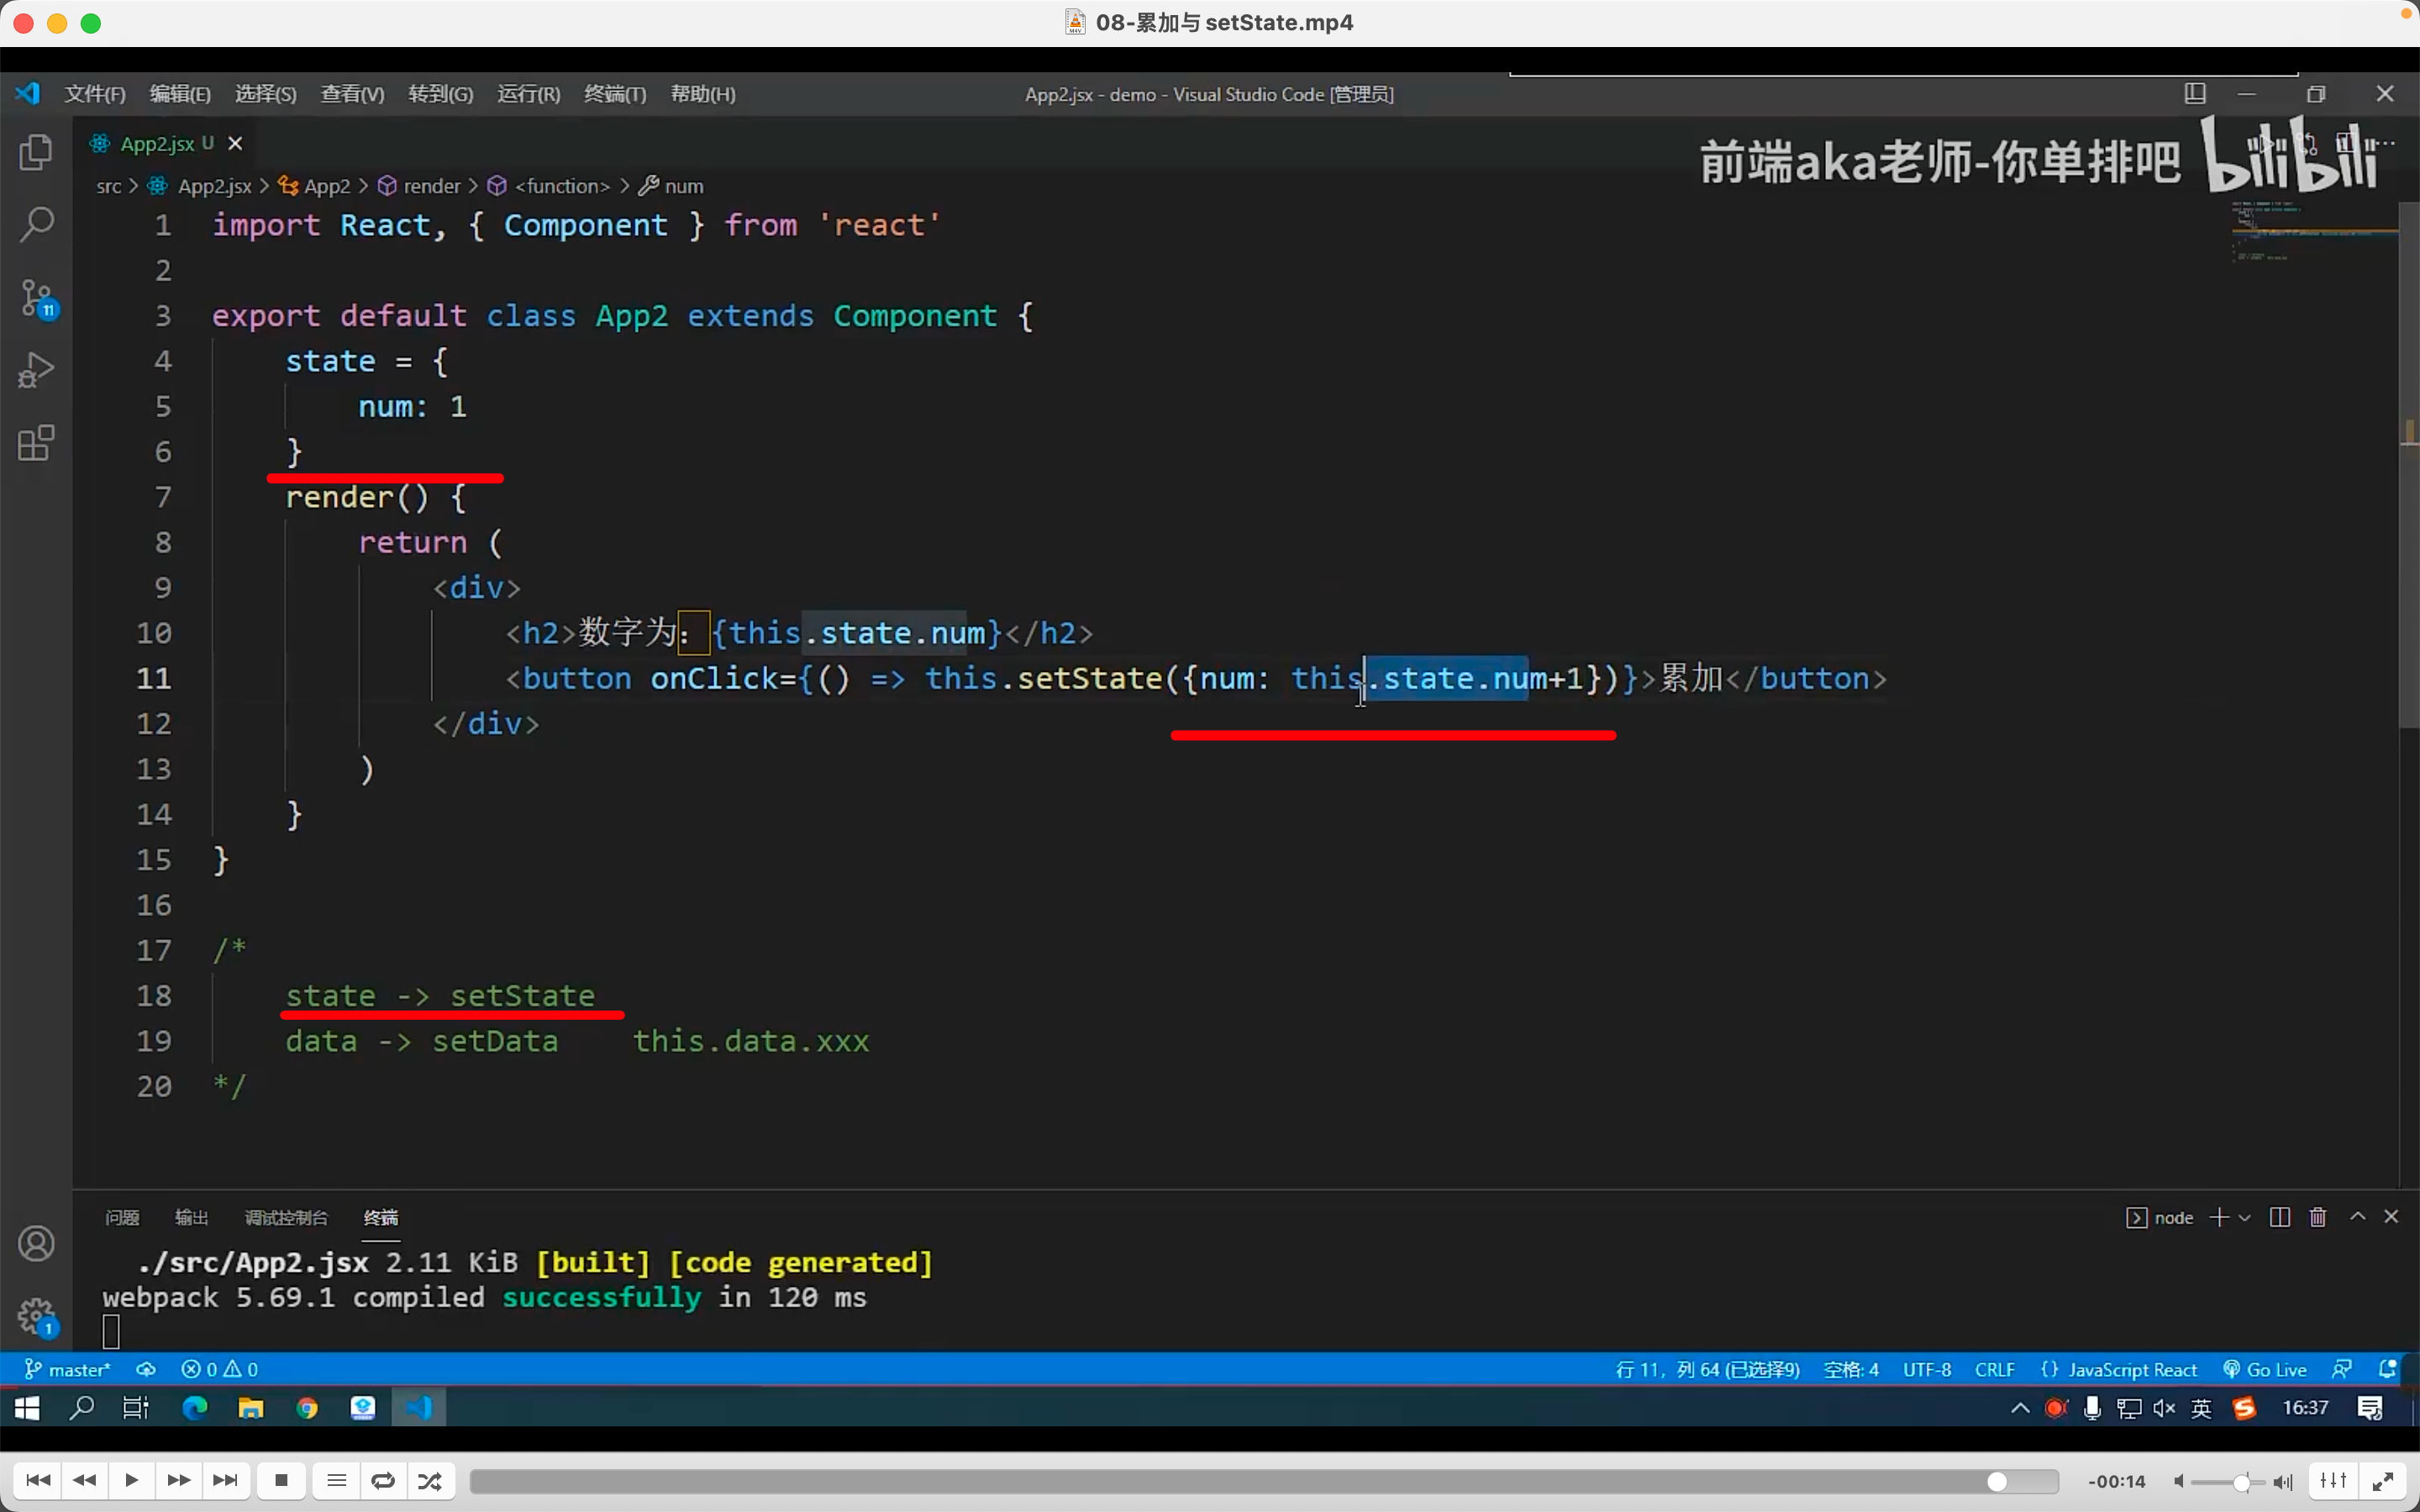 08-累加与 setState.mp4
文件(F) 编辑(E) 选择(S) 查看(V) 转到(G) 运行(R) 终端(T) 帮助(H)
App2.jsx - demo - Visual Studio Code [管理员]
App2.jsx U
前端aka老师-你单排吧 bilibili
src > App2.jsx > App2 > render > <function> > num
1 import React, { Component } from 'react'
2
3 export default class App2 extends Component {
4 state = {
5 num: 1
6 }
7 render() {
8 return (
9 <div>
10 <h2>数字为：{this.state.num}</h2>
11 <button onClick={() => this.setState({num: this.state.num+1})}>累加</button>
12 </div>
13 )
14 }
15 }
16
17 /*
18 state -> setState
19 data -> setData this.data.xxx
20 */
11
问题 输出 调试控制台 终端
node
./src/App2.jsx 2.11 KiB [built] [code generated]
webpack 5.69.1 compiled successfully in 120 ms
1
master* 0 0
行 11，列 64 (已选择9) 空格: 4 UTF-8 CRLF {} JavaScript React Go Live
英 16:37
-00:14